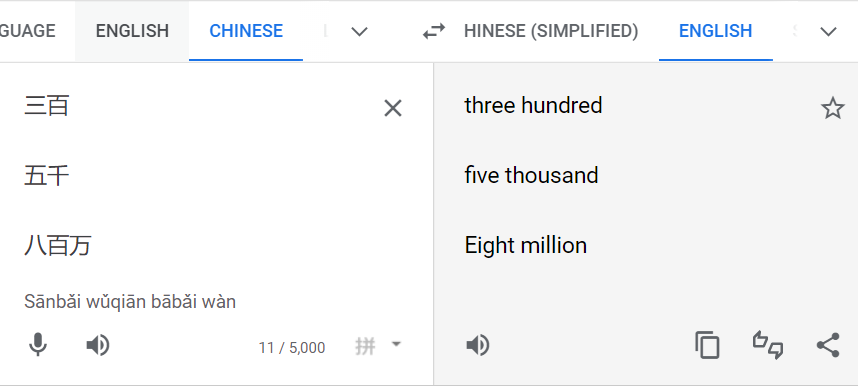 GUAGE ENGLISH CHINESE HINESE (SIMPLIFIED) ENGLISH
三百 three hundred
五千 five thousand
八百万 Eight million
Sānbǎi wǔqiān bābǎi wàn
11 / 5,000 拼